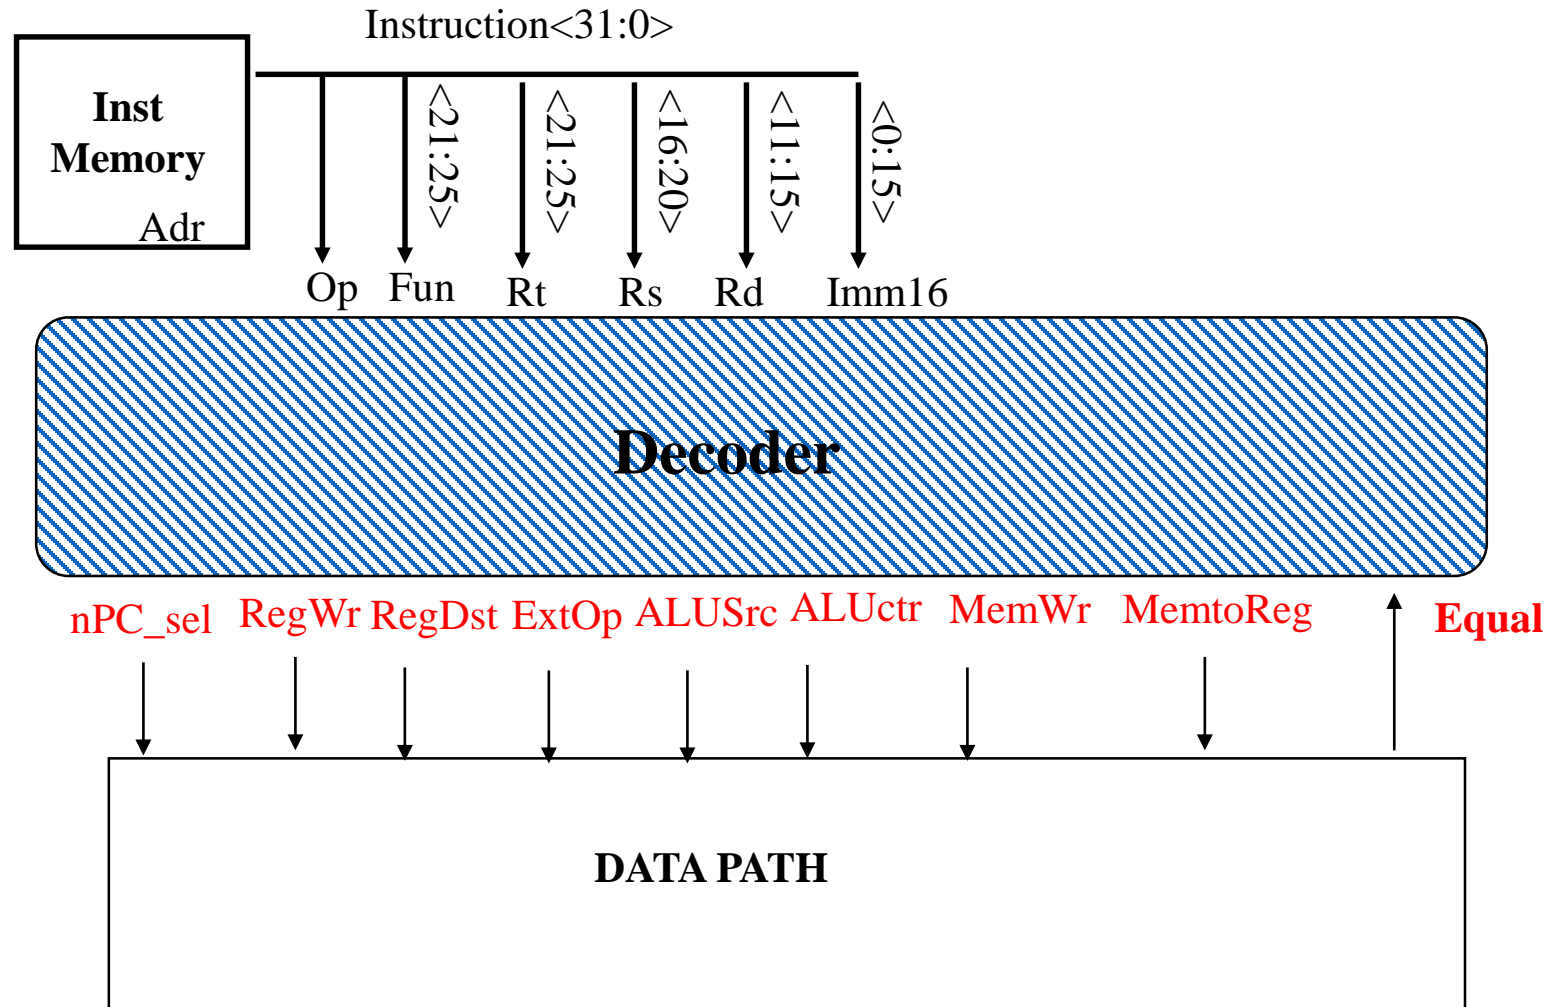 Instruction<31:0>
Inst
Memory
Adr
<21:25>
<21:25>
<16:20>
<11:15>
<0:15>
Op
Fun
Rt
Rs
Rd
Imm16
Decoder
nPC_sel
RegWr
RegDst
ExtOp
ALUSrc
ALUctr
MemWr
MemtoReg
Equal
DATA PATH